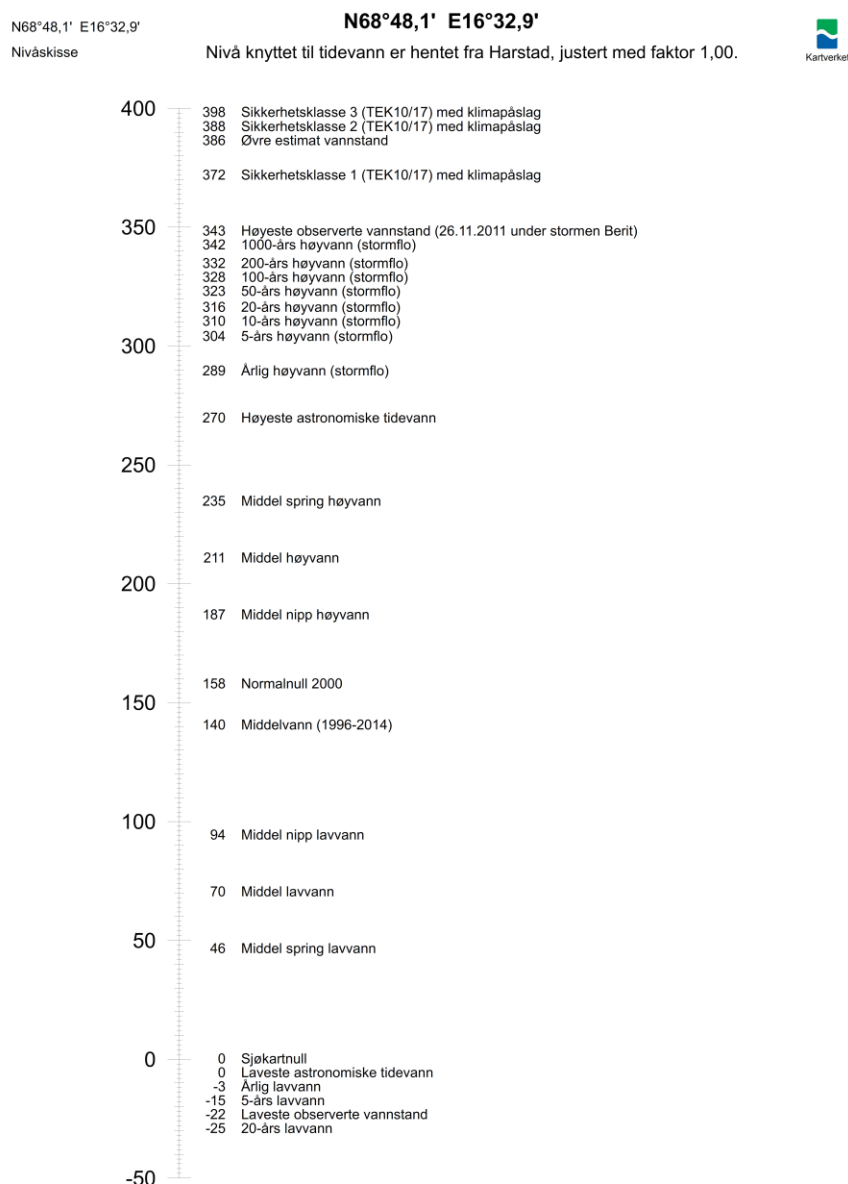 N68°48,1' E16°32,9'
N68°48,1' E16°32,9'
Nivåskisse
Nivå knyttet til tidevann er hentet fra Harstad, justert med faktor 1,00.
Kartverket
400
398 Sikkerhetsklasse 3 (TEK10/17) med klimapåslag
388 Sikkerhetsklasse 2 (TEK10/17) med klimapåslag
386 Øvre estimat vannstand
372 Sikkerhetsklasse 1 (TEK10/17) med klimapåslag
350
343 Høyeste observerte vannstand (26.11.2011 under stormen Berit)
342 1000-års høyvann (stormflo)
332 200-års høyvann (stormflo)
328 100-års høyvann (stormflo)
323 50-års høyvann (stormflo)
316 20-års høyvann (stormflo)
310 10-års høyvann (stormflo)
304 5-års høyvann (stormflo)
300
289 Årlig høyvann (stormflo)
270 Høyeste astronomiske tidevann
250
235 Middel spring høyvann
211 Middel høyvann
200
187 Middel nipp høyvann
158 Normalnull 2000
150
140 Middelvann (1996-2014)
100
94 Middel nipp lavvann
70 Middel lavvann
50
46 Middel spring lavvann
0
0 Sjøkartnull
0 Laveste astronomiske tidevann
-3 Årlig lavvann
-15 5-års lavvann
-22 Laveste observerte vannstand
-25 20-års lavvann
-50